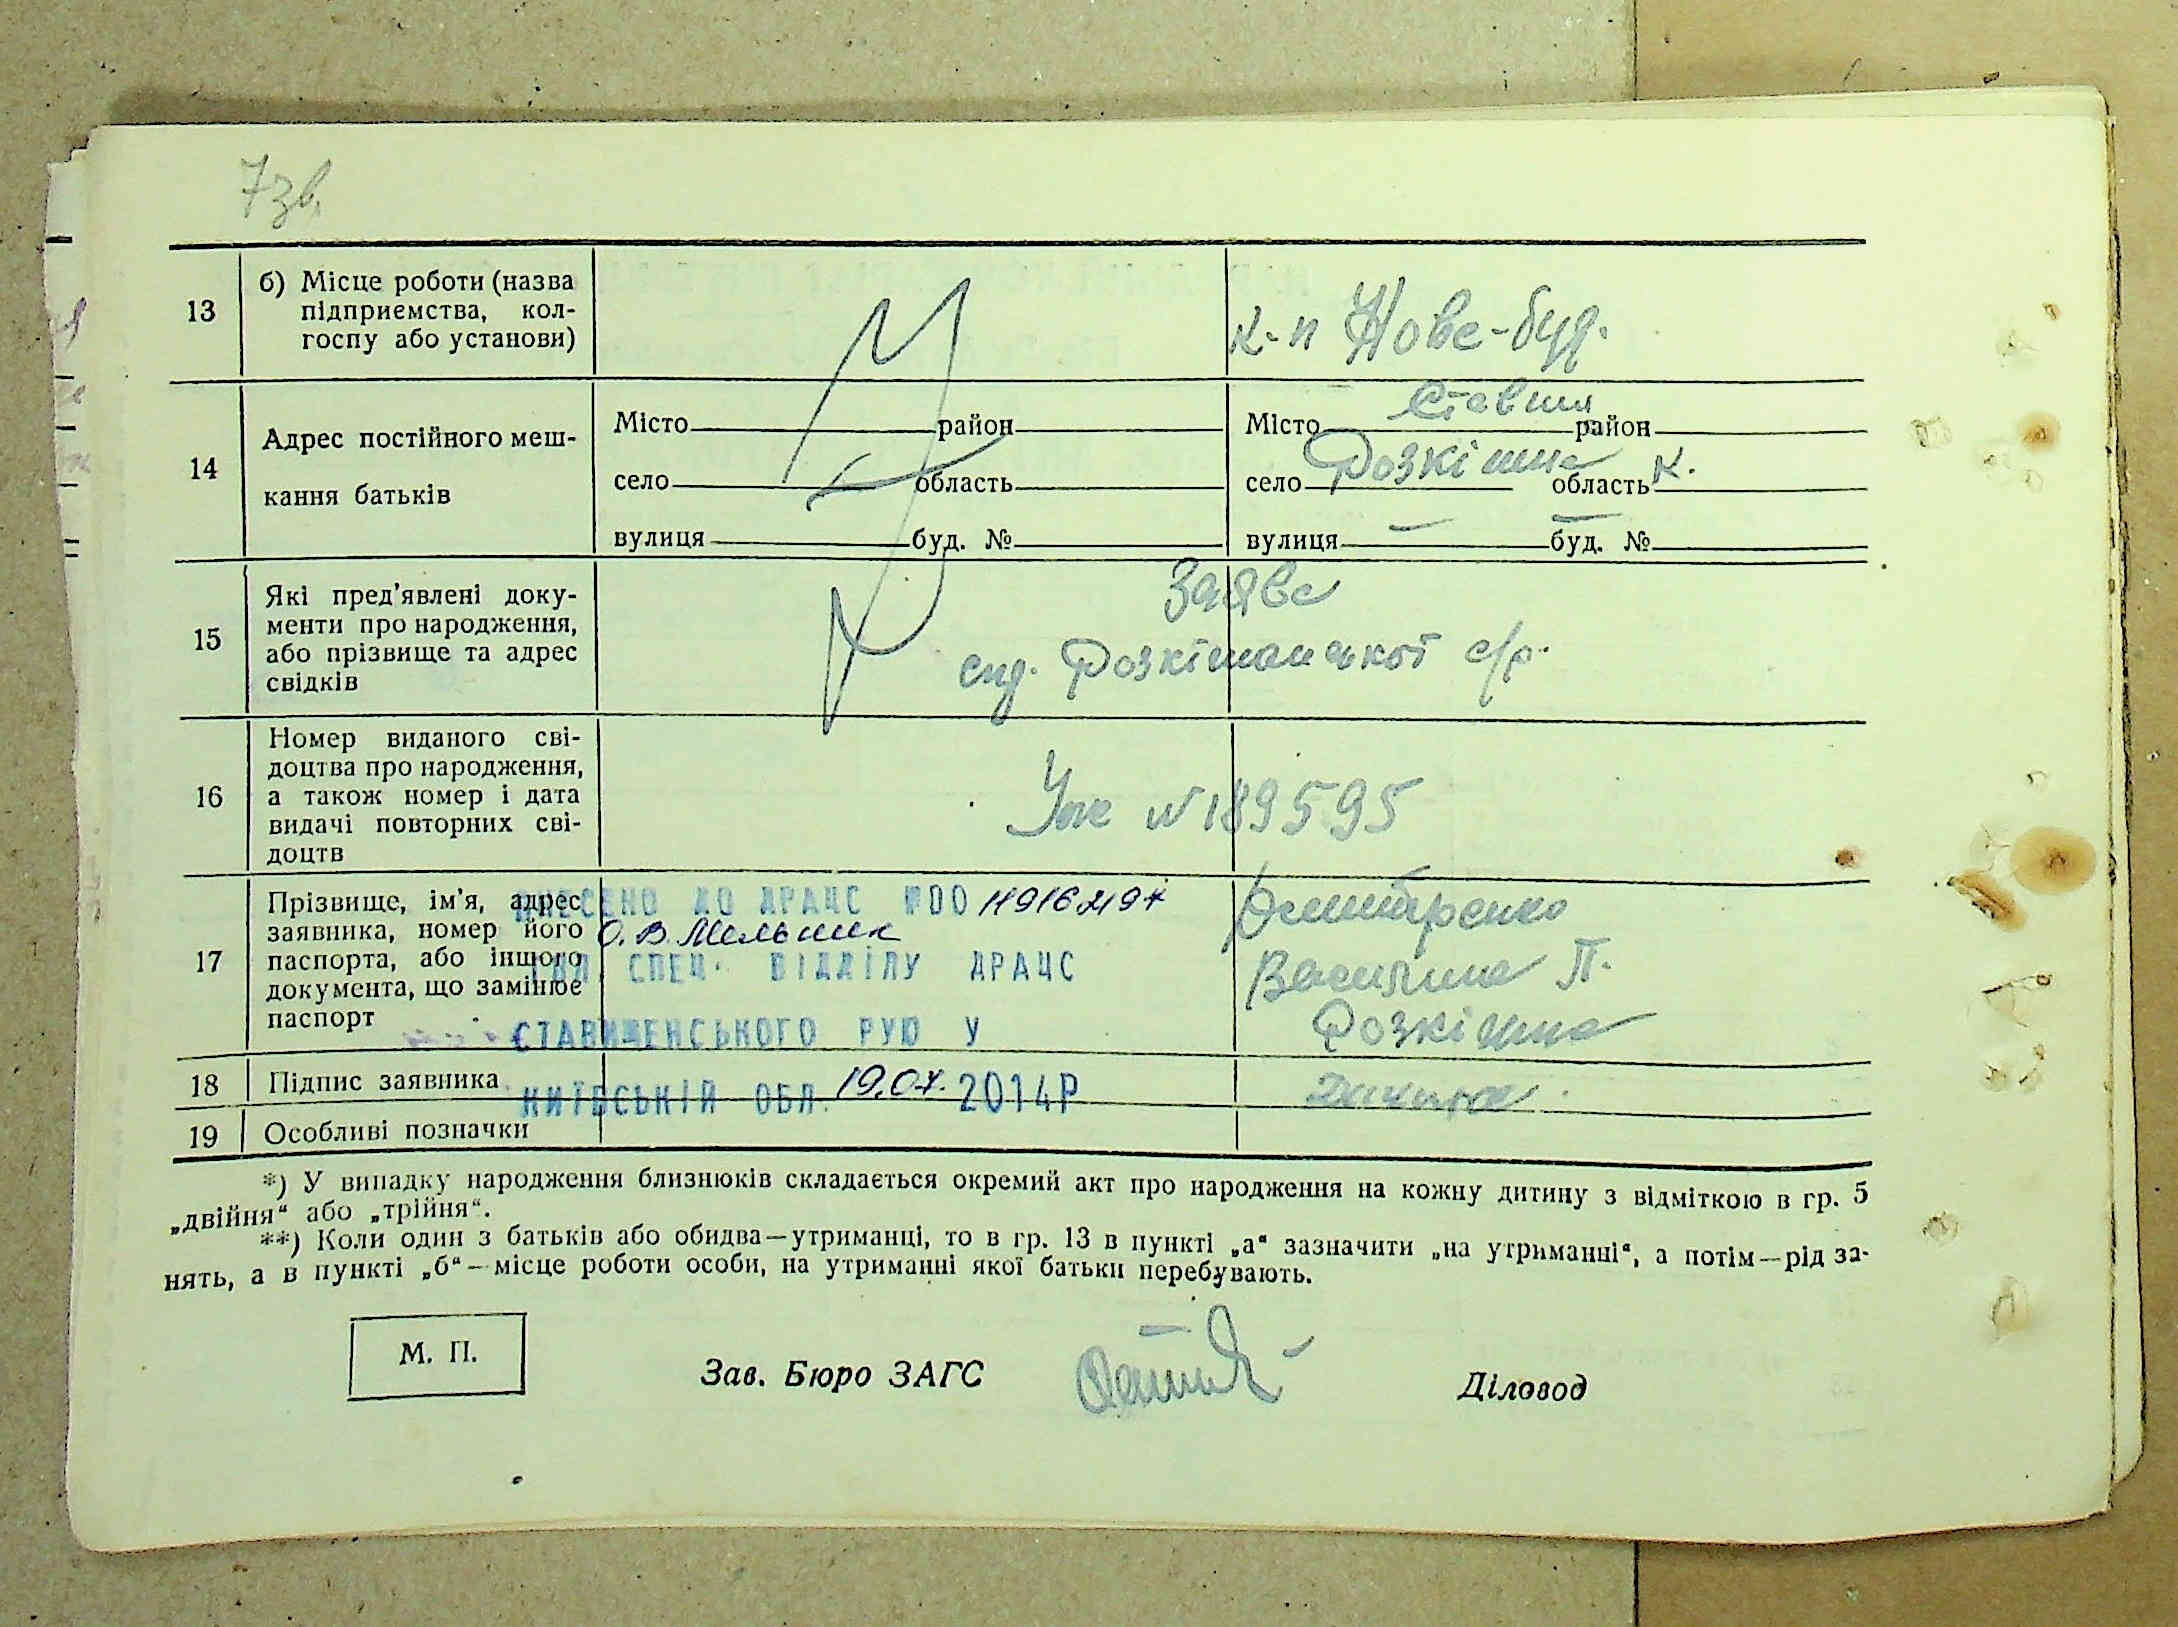 7зв.
13
б) Місце роботи (назва
підприємства, кол-
госпу або установи)
к-п Нове-буд.
14
Адрес постійного меш-
кання батьків
Місто район
село область
вулиця буд. №
Місто Ставищ район
село Розкішна область К.
вулиця – буд. № –
15
Які пред'явлені доку-
менти про народження,
або прізвище та адрес
свідків
Заява
Розкішанської с/р.
16
Номер виданого сві-
доцтва про народження,
а також номер і дата
видачі повторних сві-
доцтв
№ 189595
17
Прізвище, ім'я, адрес
заявника, номер його
паспорта, або іншого
документа, що замінює
паспорт
ВНЕСЕНО ДО ДРАЦС №00
О.В. Мельник
СПЕЦ. ВІДДІЛУ ДРАЦС
СТАВИЩЕНСЬКОГО РУЮ У
КИЇВСЬКІЙ ОБЛ. 19.07. 2014Р
Василина П.
Розкішна
18
Підпис заявника
19
Особливі позначки
*) У випадку народження близнюків складається окремий акт про народження на кожну дитину з відміткою в гр. 5
„двійня“ або „трійня“.
**) Коли один з батьків або обидва—утриманці, то в гр. 13 в пункті „а“ зазначити „на утриманні“, а потім—рід за-
нять, а в пункті „б“—місце роботи особи, на утриманні якої батьки перебувають.
М. П.
Зав. Бюро ЗАГС
Діловод